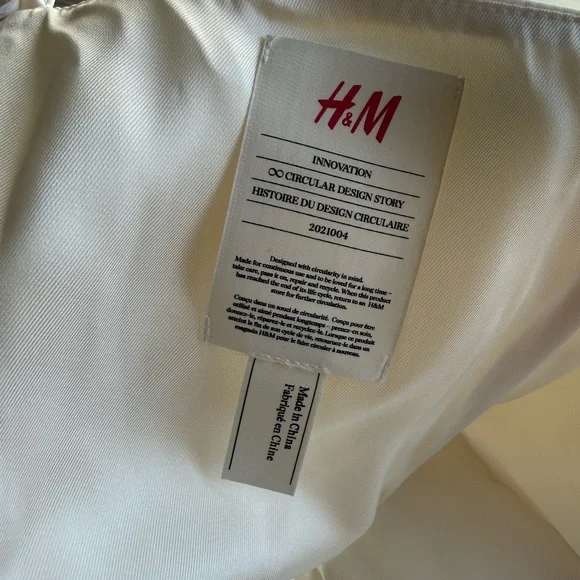 H&M
INNOVATION
∞ CIRCULAR DESIGN STORY
HISTOIRE DU DESIGN CIRCULAIRE
2021004
Designed with circularity in mind.
Made for continuous use and to be loved for a long time –
take care, pass it on, repair and recycle. When this product
has reached the end of its life cycle, return to an H&M
store for further circulation.
Conçu dans un souci de circularité. Conçu pour être
utilisé et ainsi pendant longtemps – prenez-en soin,
donnez-le, réparez-le et recyclez-le. Lorsque ce produit
atteint la fin de son cycle de vie, retournez-le dans un
magasin H&M pour le faire circuler à nouveau.
Made in China
Fabriqué en Chine